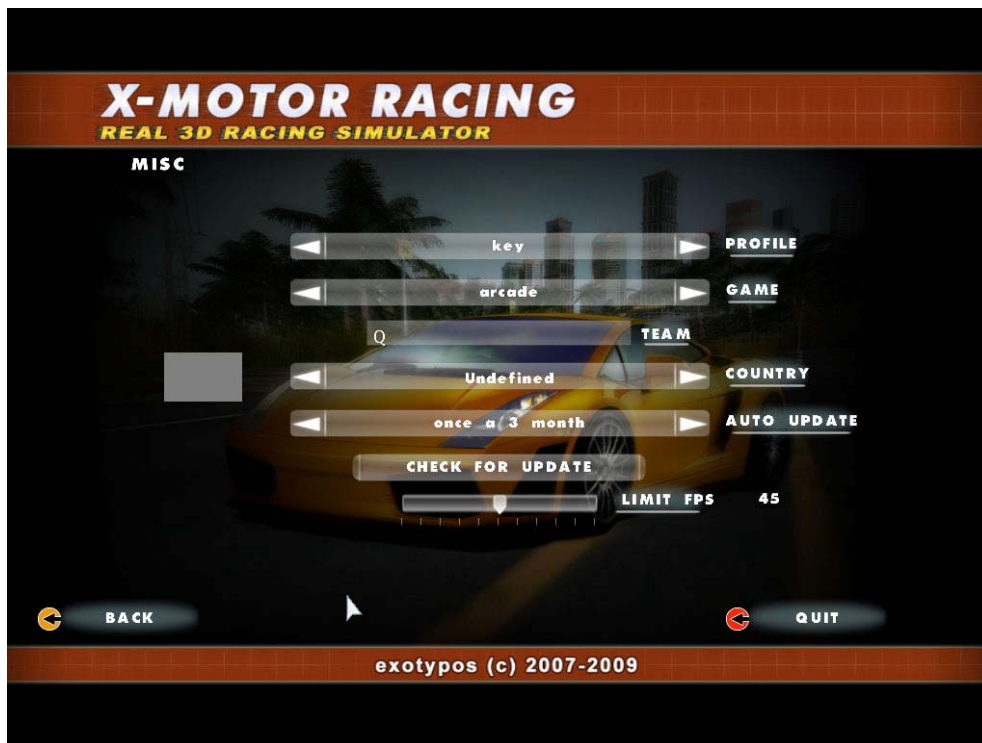 X-MOTOR RACING
REAL 3D RACING SIMULATOR
MISC
key PROFILE
arcade GAME
Q TEAM
Undefined COUNTRY
once a 3 month AUTO UPDATE
CHECK FOR UPDATE
LIMIT FPS 45
BACK QUIT
exotypos (c) 2007-2009